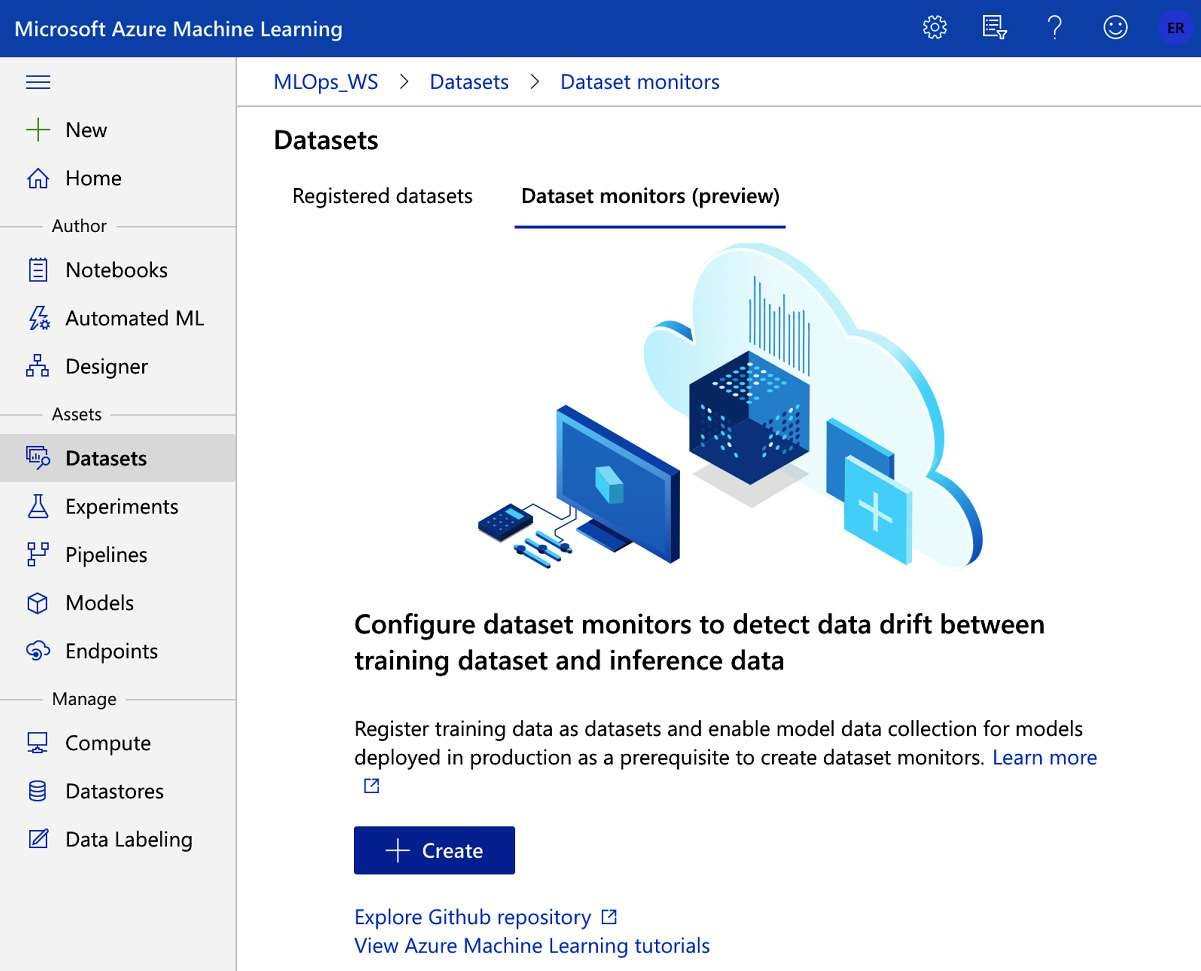 Microsoft Azure Machine Learning
ER
New
Home
Author
Notebooks
Automated ML
Designer
Assets
Datasets
Experiments
Pipelines
Models
Endpoints
Manage
Compute
Datastores
Data Labeling
MLOps_WS > Datasets > Dataset monitors
Datasets
Registered datasets Dataset monitors (preview)
Configure dataset monitors to detect data drift between
training dataset and inference data
Register training data as datasets and enable model data collection for models
deployed in production as a prerequisite to create dataset monitors. Learn more
Create
Explore Github repository
View Azure Machine Learning tutorials